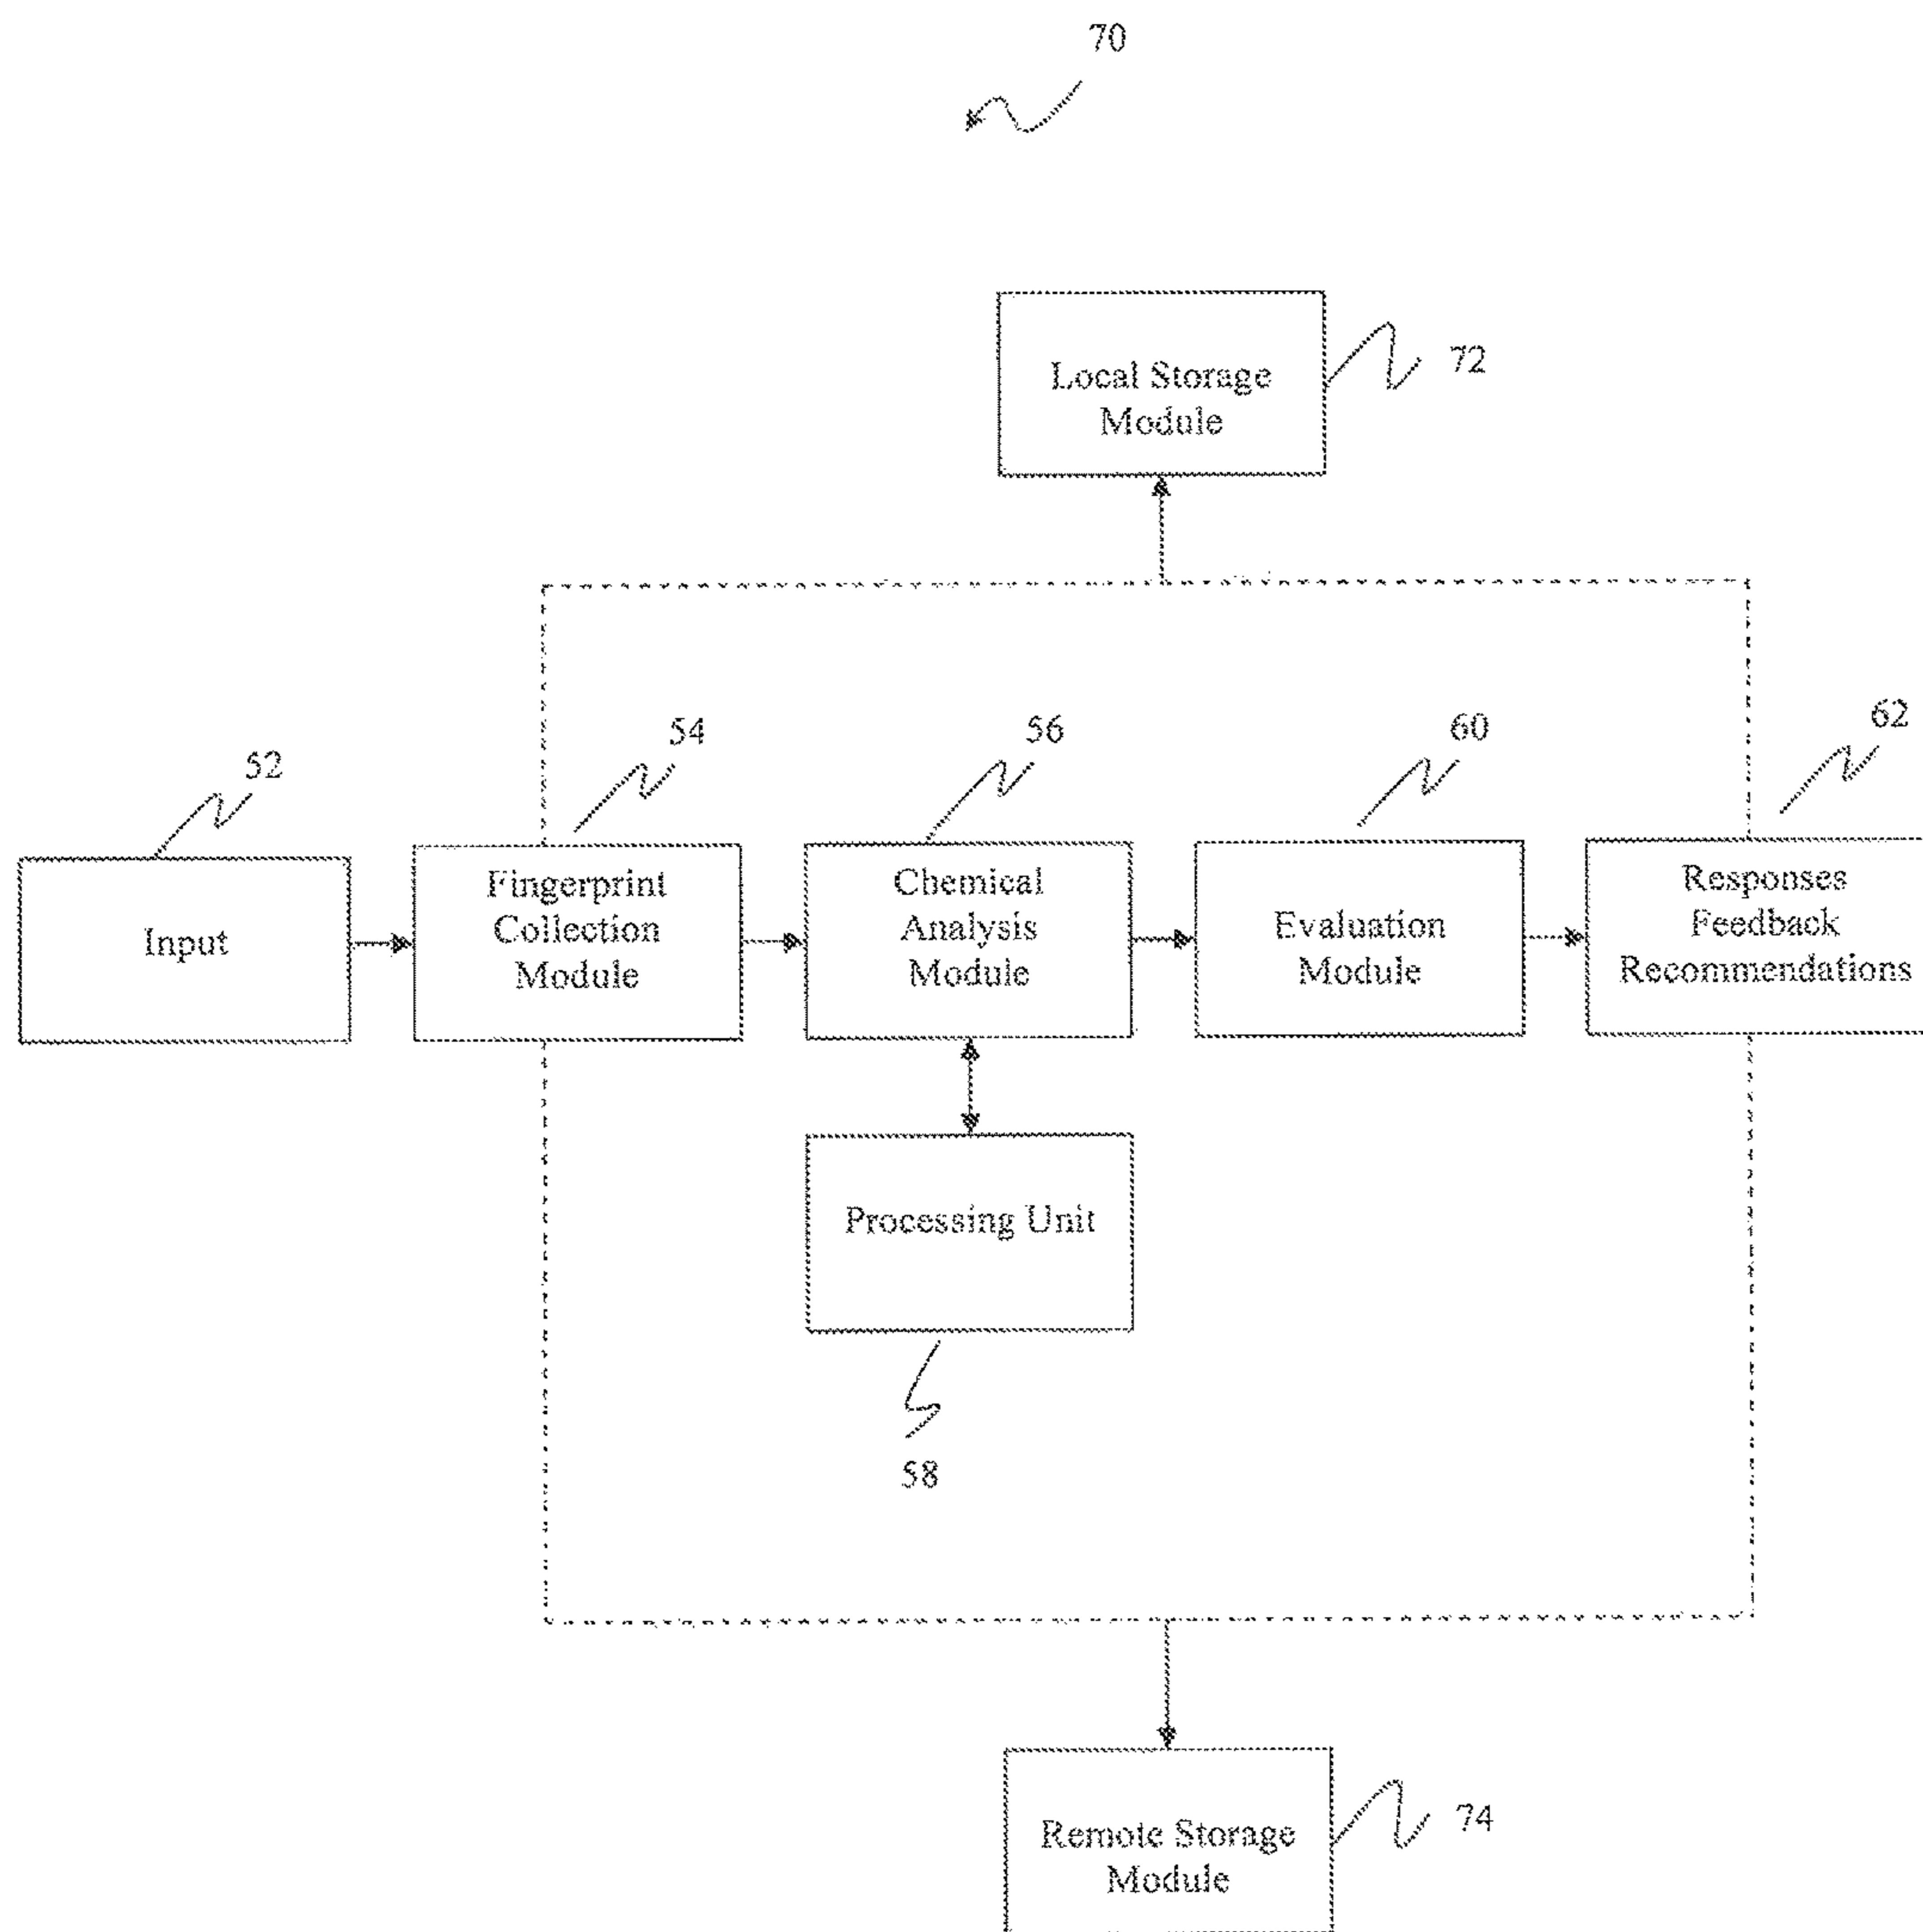 70
Local Storage
Module
72
52
54
56
60
62
Input
Fingerprint
Collection
Module
Chemical
Analysis
Module
Evaluation
Module
Responses
Feedback
Recommendations
Processing Unit
58
Remote Storage
Module
74